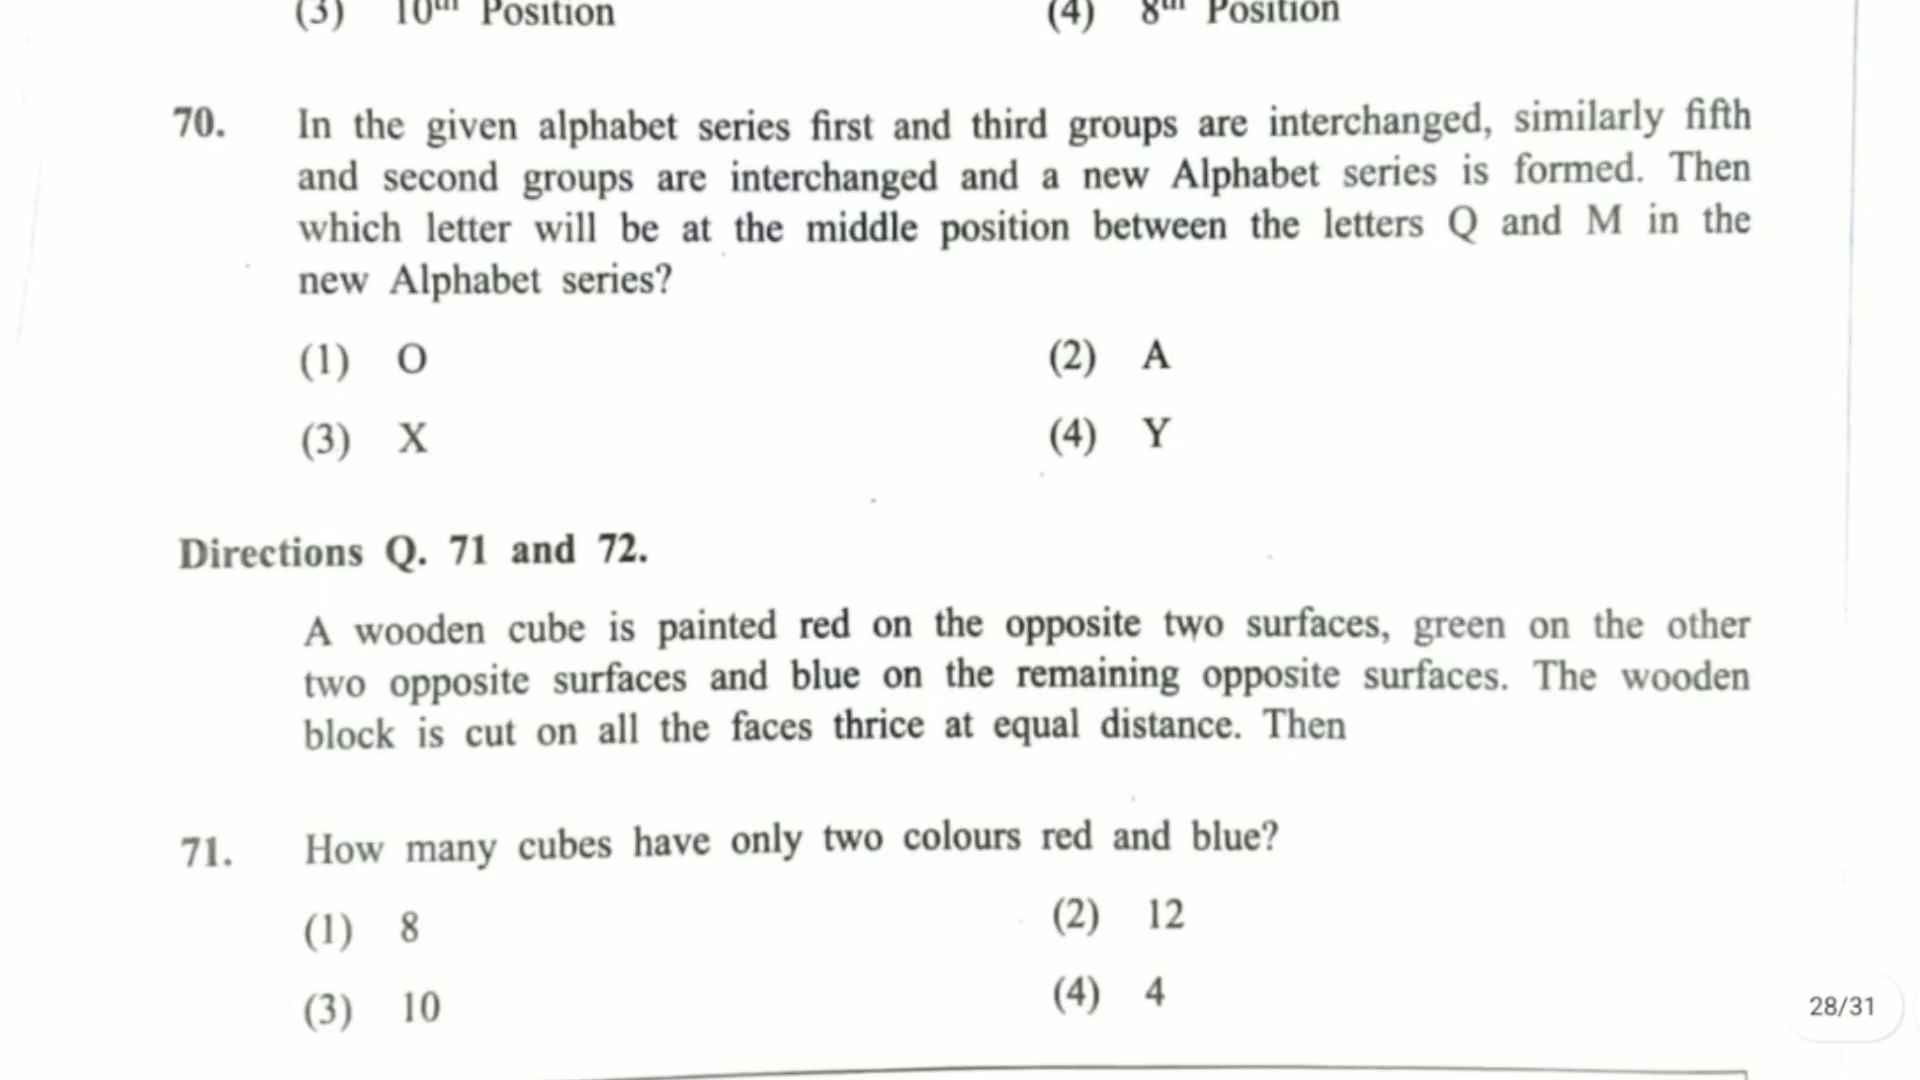 (3) 10th Position (4) 8th Position
70. In the given alphabet series first and third groups are interchanged, similarly fifth
and second groups are interchanged and a new Alphabet series is formed. Then
which letter will be at the middle position between the letters Q and M in the
new Alphabet series?
(1) O (2) A
(3) X (4) Y
Directions Q. 71 and 72.
A wooden cube is painted red on the opposite two surfaces, green on the other
two opposite surfaces and blue on the remaining opposite surfaces. The wooden
block is cut on all the faces thrice at equal distance. Then
71. How many cubes have only two colours red and blue?
(1) 8 (2) 12
(3) 10 (4) 4
28/31